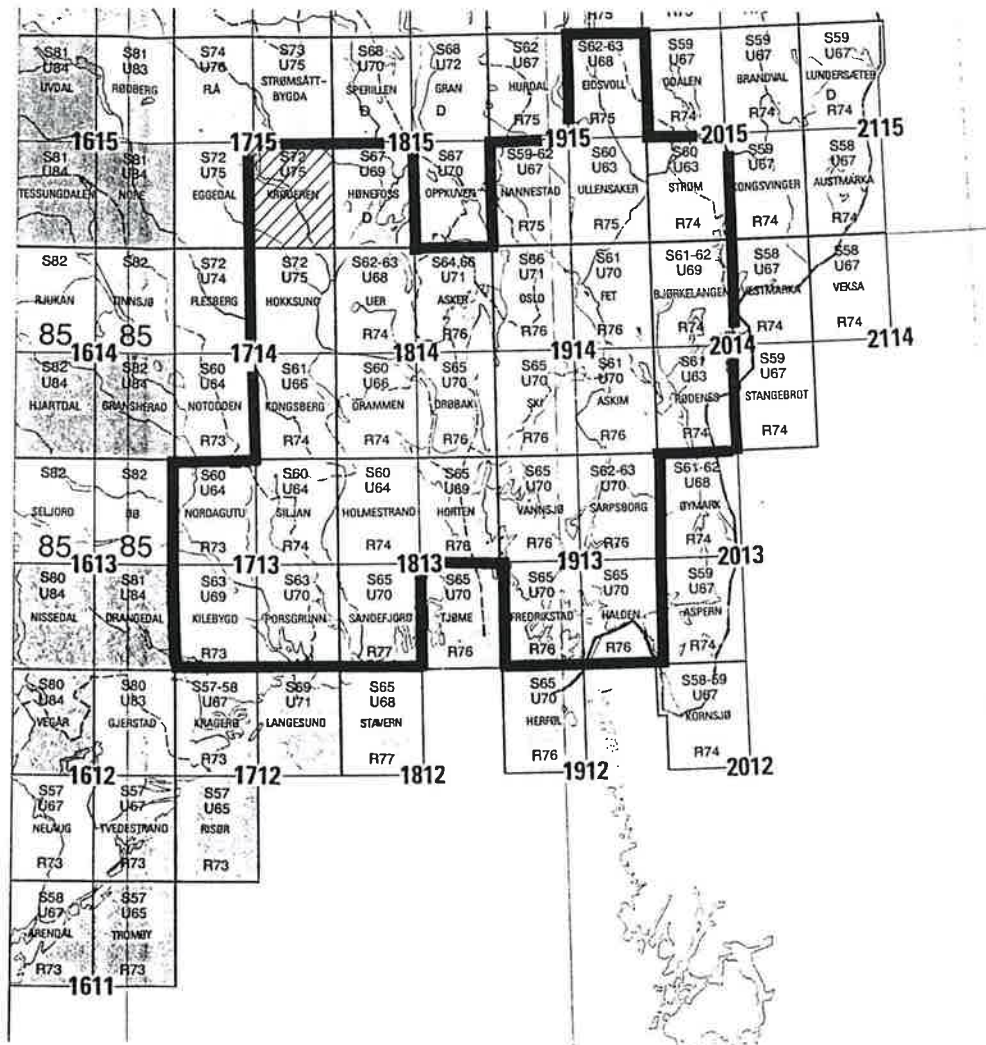 R75 R75
S81 S81 S74 S73 S68 S68 S62 S62-63 S59 S59 S59
U84 U83 U76 U75 U70 U72 U67 U68 U67 U67 U67
UVDAL RØDBERG FLÅ STRØMSÅTT- SPERILLEN GRAN HURDAL EIDSVOLL ODALEN BRANDVAL LUNDERSÆTER
BYGDA
D D R75 R75 R74 R74 D R74
1615 1715 1815 1915 2015 2115
S81 S81 S72 S72 S67 S67 S59-62 S60 S60 S59 S58
U84 U84 U75 U75 U69 U70 U67 U63 U63 U67 U67
TESSUNGDALEN NORE EGGEDAL KRØDEREN HØNEFOSS OPPKUVEN NANNESTAD ULLENSAKER STRØM KONGSVINGER AUSTMARKA
D R75 R75 R74 R74 R74
S82 S82 S72 S72 S62-63 S64,66 S66 S61 S61-62 S58 S58
U74 U75 U68 U71 U71 U70 U69 U67 U67
RJUKAN TINNSJØ FLESBERG HOKKSUND LIER ASKER OSLO FET BJØRKELANGEN VESTMARKA VEKSA
85 85 R74 R76 R76 R76 R74 R74 R74
1614 1714 1814 1914 2014 2114
S82 S82 S60 S61 S60 S65 S65 S61 S61 S59
U84 U84 U64 U66 U66 U70 U70 U70 U63 U67
HJARTDAL GRANSHERAD NOTODDEN KONGSBERG DRAMMEN DRØBAK SKI ASKIM RØDENES STANGEBROT
R73 R74 R74 R76 R76 R76 R74 R74
S82 S82 S60 S60 S60 S65 S65 S62-63 S61-62
U64 U64 U64 U69 U70 U70 U68
SELJORD BØ NORDAGUTU SILJAN HOLMESTRAND HORTEN VANNSJØ SARPSBORG ØYMARK
85 85 R73 R74 R74 R76 R76 R76 R74
1613 1713 1813 1913 2013
S80 S81 S63 S63 S65 S65 S65 S65 S59
U84 U84 U69 U70 U70 U70 U70 U70 U67
NISSEDAL DRANGEDAL KILEBYGD PORSGRUNN SANDEFJORD TJØME FREDRIKSTAD HALDEN ASPERN
R73 R77 R76 R76 R76 R74
S80 S80 S57-58 S69 S65 S65 S58-59
U84 U83 U67 U71 U68 U70 U67
VEGÅR GJERSTAD KRAGERØ LANGESUND STAVERN HERFØL KORNSJØ
R73 R77 R76 R74
1612 1712 1812 1912 2012
S57 S57 S57
U67 U67 U65
NELAUG TVEDESTRAND RISØR
R73 R73 R73
S58 S57
U67 U65
ARENDAL TROMØY
R73 R73
1611